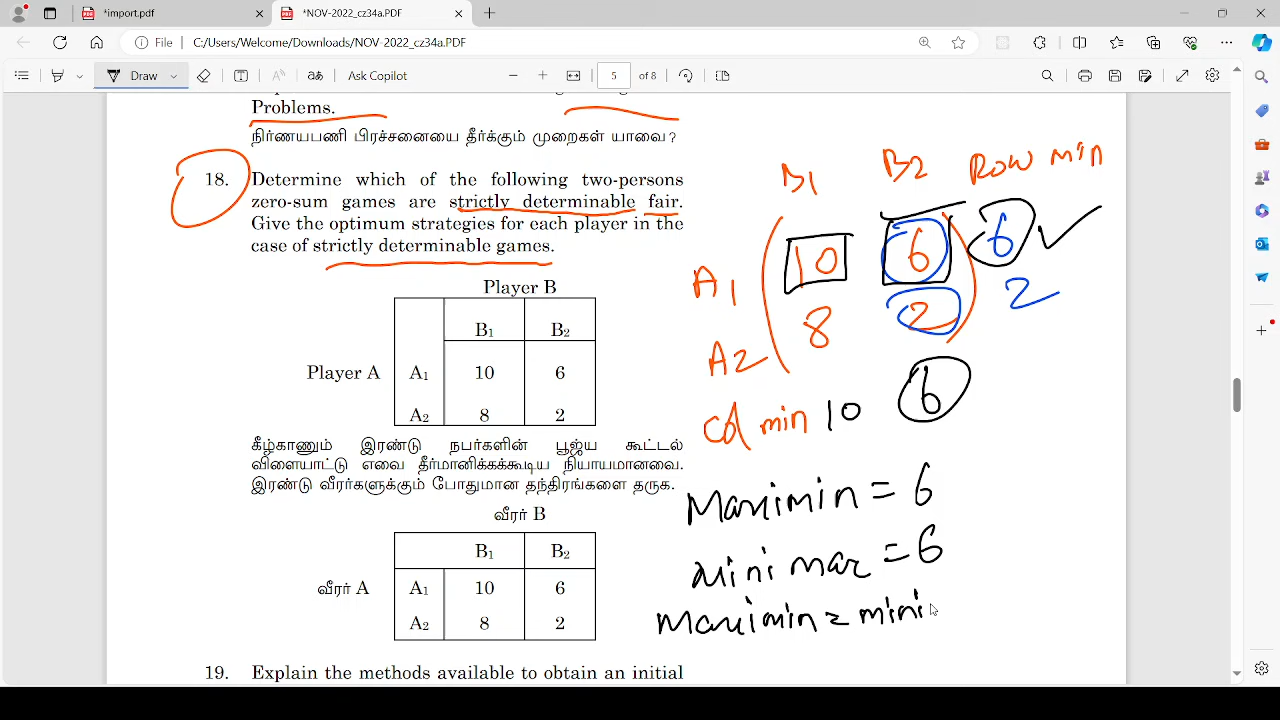 *import.pdf
*NOV-2022_cz34a.PDF
File
C:/Users/Welcome/Downloads/NOV-2022_cz34a.PDF
Draw
Ask Copilot
5
of 8
Problems.
நிர்ணயபணி பிரச்சனையை தீர்க்கும் முறைகள் யாவை?
18. Determine which of the following two-persons
zero-sum games are strictly determinable fair.
Give the optimum strategies for each player in the
case of strictly determinable games.
Player B
B1 B2
Player A A1 10 6
A2 8 2
கீழ்காணும் இரண்டு நபர்களின் பூஜ்ய கூட்டல்
விளையாட்டு எவை தீர்மானிக்கக்கூடிய நியாயமானவை.
இரண்டு வீரர்களுக்கும் போதுமான தந்திரங்களை தருக.
வீரர் B
B1 B2
வீரர் A A1 10 6
A2 8 2
19. Explain the methods available to obtain an initial
B1 B2 Row min
A1 10 6 6
A2 8 2 2
Col min 10 6
Maximin = 6
Minimax = 6
Maximin = mini